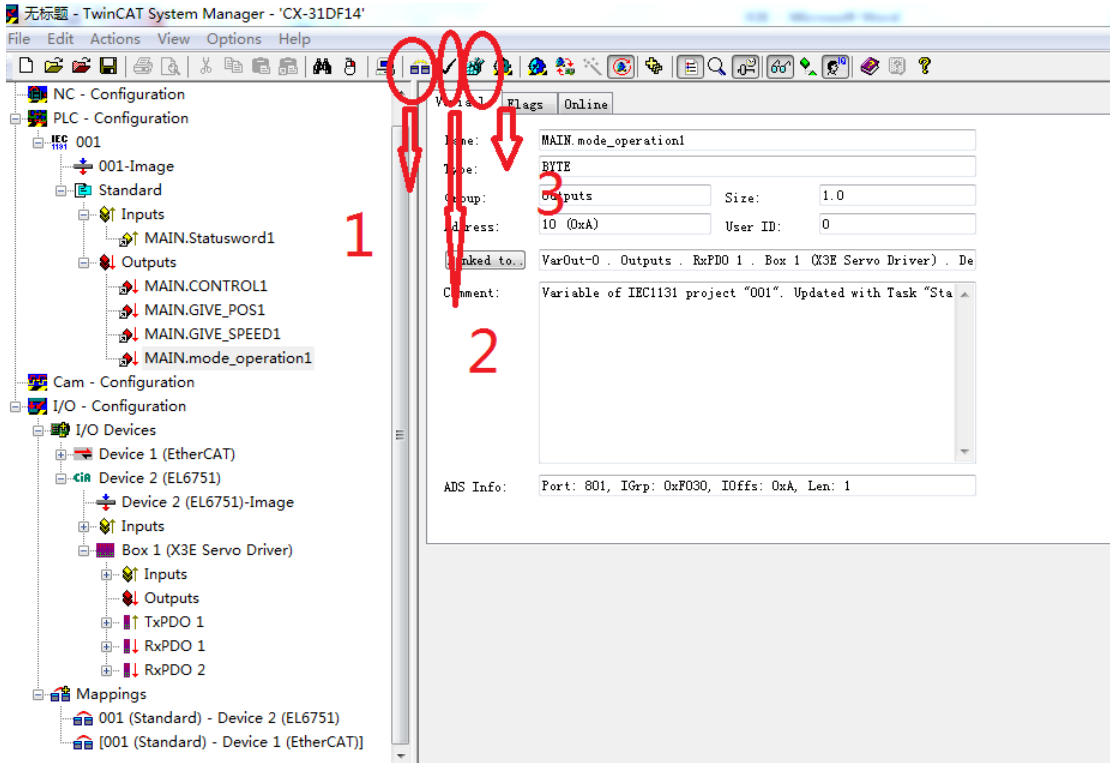 无标题 - TwinCAT System Manager - 'CX-31DF14'
File Edit Actions View Options Help
NC - Configuration
PLC - Configuration
001
001-Image
Standard
Inputs
MAIN.Statusword1
Outputs
MAIN.CONTROL1
MAIN.GIVE_POS1
MAIN.GIVE_SPEED1
MAIN.mode_operation1
Cam - Configuration
I/O - Configuration
I/O Devices
Device 1 (EtherCAT)
Device 2 (EL6751)
Device 2 (EL6751)-Image
Inputs
Box 1 (X3E Servo Driver)
Inputs
Outputs
TxPDO 1
RxPDO 1
RxPDO 2
Mappings
001 (Standard) - Device 2 (EL6751)
[001 (Standard) - Device 1 (EtherCAT)]
1
2
3
Flags Online
MAIN.mode_operation1
BYTE
Outputs Size: 1.0
10 (0xA) User ID: 0
VarOut-0 . Outputs . RxPDO 1 . Box 1 (X3E Servo Driver) . De
Comment: Variable of IEC1131 project "001". Updated with Task "Sta
ADS Info: Port: 801, IGrp: 0xF030, IOffs: 0xA, Len: 1